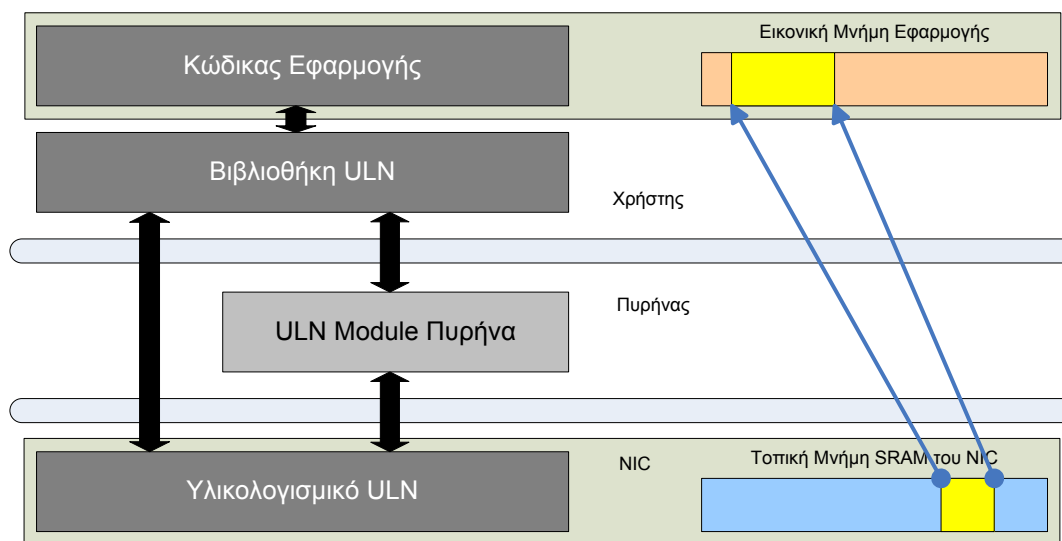 Κώδικας Εφαρμογής
Εικονική Μνήμη Εφαρμογής
Βιβλιοθήκη ULN
Χρήστης
Πυρήνας
ULN Module Πυρήνα
NIC
Τοπική Μνήμη SRAM του NIC
Υλικολογισμικό ULN